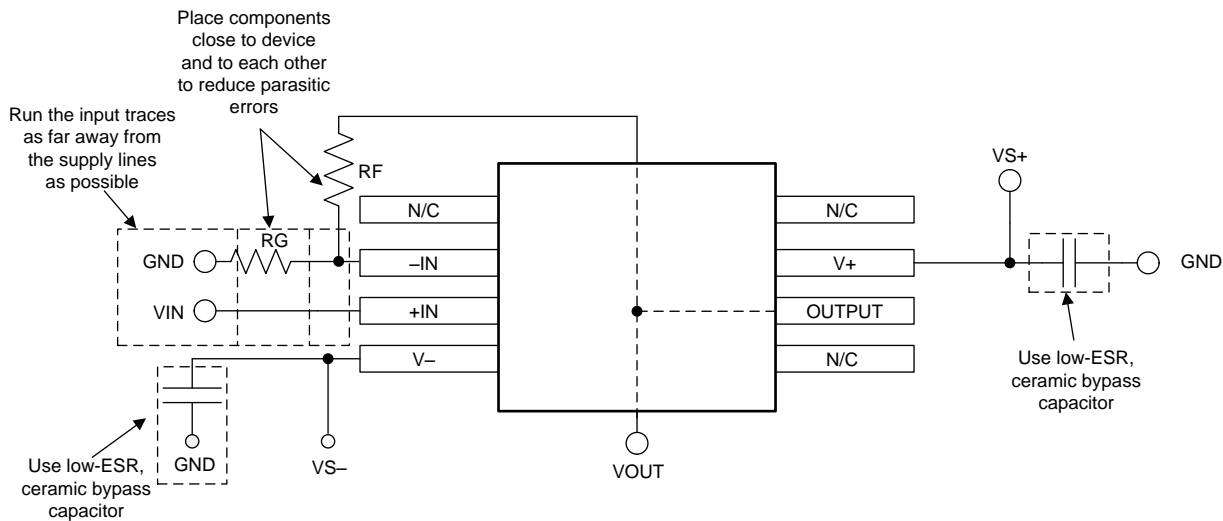 Place components
close to device
and to each other
to reduce parasitic
errors
Run the input traces
as far away from
the supply lines
as possible
RF
VS+
N/C
N/C
RG
GND
–IN
V+
GND
VIN
+IN
OUTPUT
V–
N/C
Use low-ESR,
ceramic bypass
capacitor
GND
VS–
VOUT
Use low-ESR,
ceramic bypass
capacitor